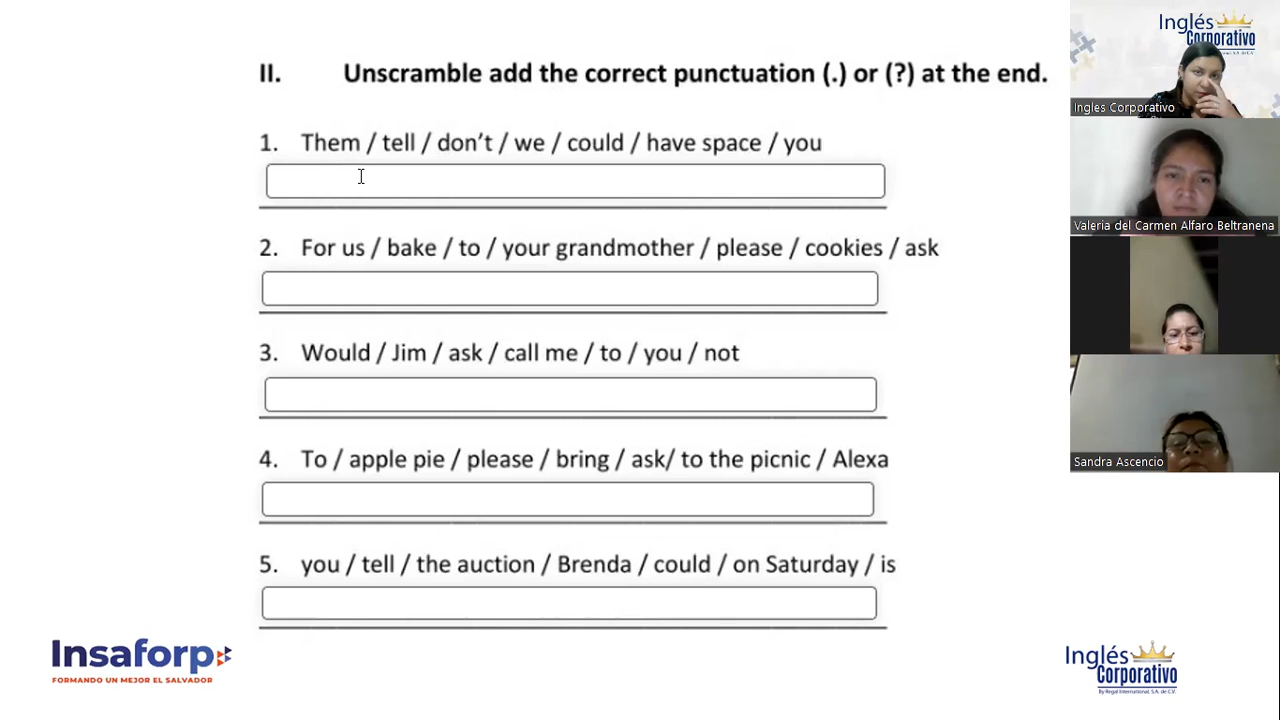 II. Unscramble add the correct punctuation (.) or (?) at the end.
1. Them / tell / don't / we / could / have space / you
2. For us / bake / to / your grandmother / please / cookies / ask
3. Would / Jim / ask / call me / to / you / not
4. To / apple pie / please / bring / ask/ to the picnic / Alexa
5. you / tell / the auction / Brenda / could / on Saturday / is
Insaforp
FORMANDO UN MEJOR EL SALVADOR
Inglés
Corporativo
By Regal International, S.A. de C.V.
Inglés
Corporativo
Ingles Corporativo
Valeria del Carmen Alfaro Beltranena
Sandra Ascencio